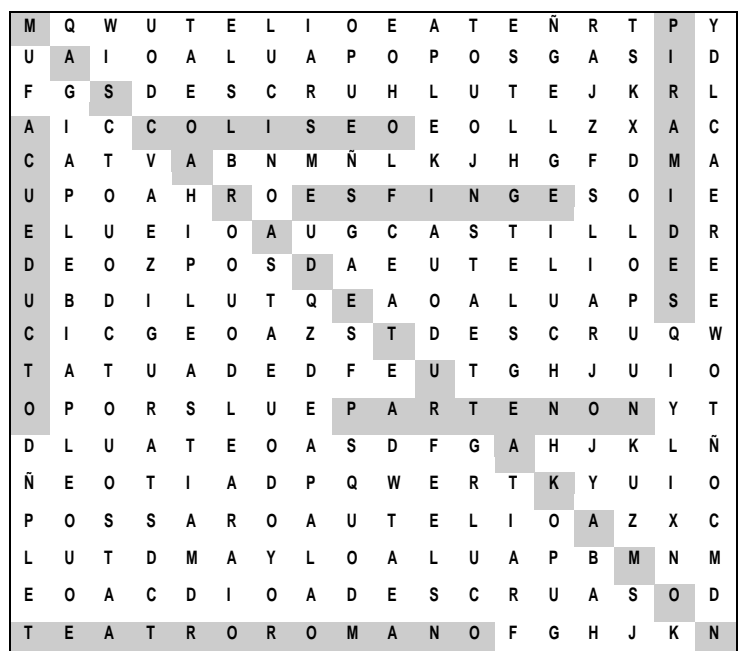 M Q W U T E L I O E A T E Ñ R T P Y
U A I O A L U A P O P O S G A S I D
F G S D E S C R U H L U T E J K R L
A I C C O L I S E O E O L L Z X A C
C A T V A B N M Ñ L K J H G F D M A
U P O A H R O E S F I N G E S O I E
E L U E I O A U G C A S T I L L D R
D E O Z P O S D A E U T E L I O E E
U B D I L U T Q E A O A L U A P S E
C I C G E O A Z S T D E S C R U Q W
T A T U A D E D F E U T G H J U I O
O P O R S L U E P A R T E N O N Y T
D L U A T E O A S D F G A H J K L Ñ
Ñ E O T I A D P Q W E R T K Y U I O
P O S S A R O A U T E L I O A Z X C
L U T D M A Y L O A L U A P B M N M
E O A C D I O A D E S C R U A S O D
T E A T R O R O M A N O F G H J K N